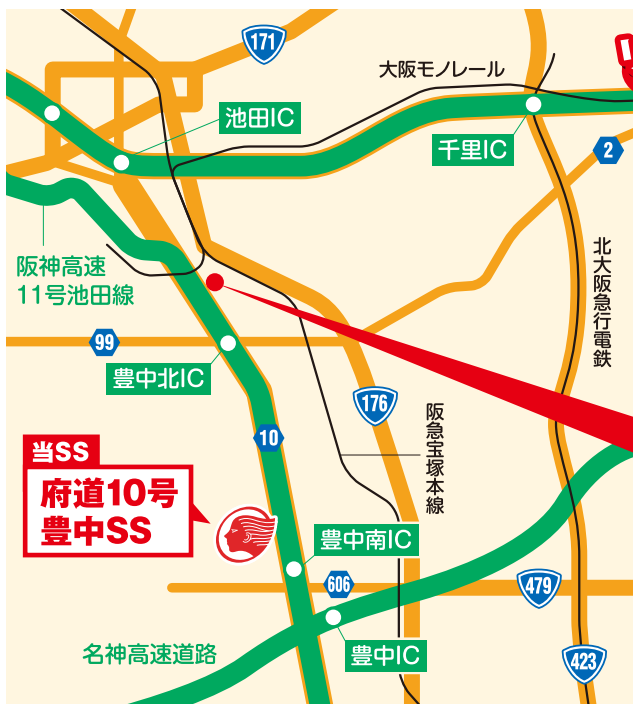 171
大阪モノレール
池田IC
千里IC
2
阪神高速
11号池田線
北大阪急行電鉄
99
豊中北IC
176
阪急宝塚本線
10
当SS
府道10号
豊中SS
豊中南IC
606
479
名神高速道路
豊中IC
423